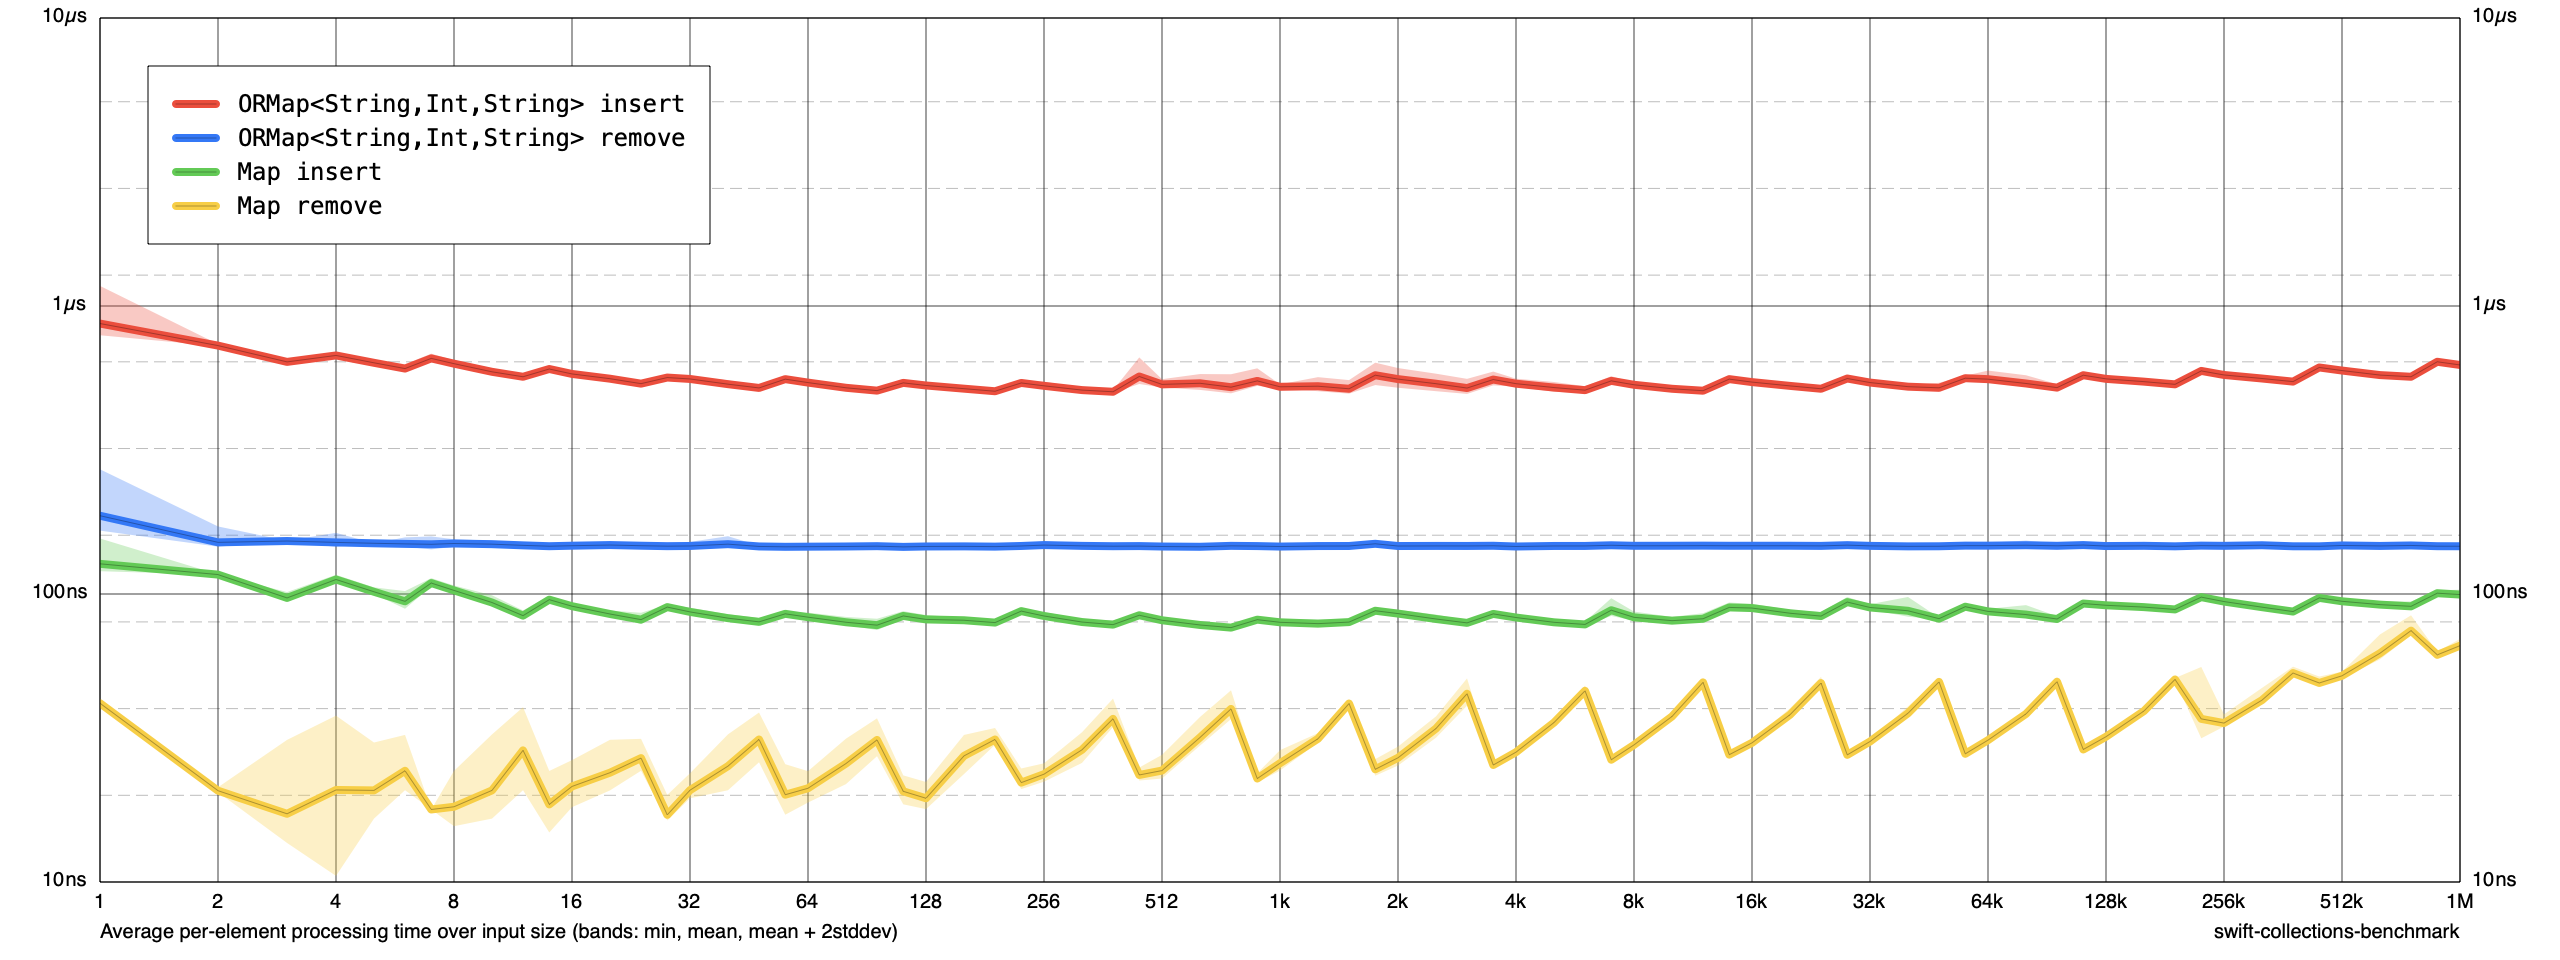 10µs
10µs
ORMap<String,Int,String> insert
ORMap<String,Int,String> remove
Map insert
Map remove
1µs
1µs
100ns
100ns
10ns
10ns
1 2 4 8 16 32 64 128 256 512 1k 2k 4k 8k 16k 32k 64k 128k 256k 512k 1M
Average per-element processing time over input size (bands: min, mean, mean + 2stddev)
swift-collections-benchmark